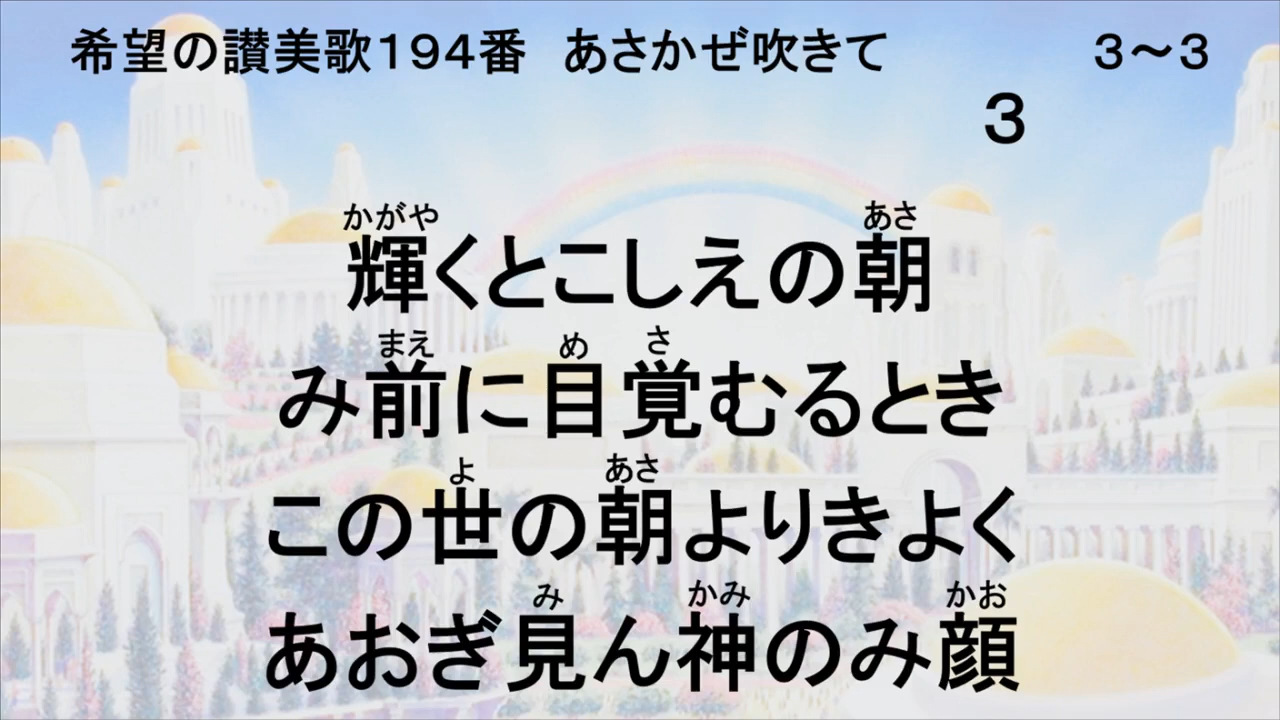 希望の讃美歌１９４番　あさかぜ吹きて　３～３
３
かがや　あさ
輝くとこしえの朝
まえ　め　さ
み前に目覚むるとき
よ　あさ
この世の朝よりきよく
み　かみ　かお
あおぎ見ん神のみ顔